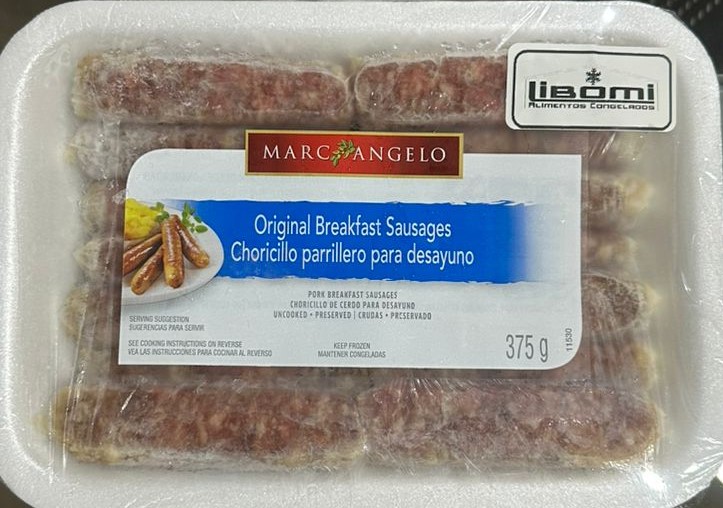 LIBOMI
ALIMENTOS CONGELADOS
MARC ANGELO
Original Breakfast Sausages
Choricillo parrillero para desayuno
PORK BREAKFAST SAUSAGES
CHORICILLO DE CERDO PARA DESAYUNO
UNCOOKED • PRESERVED | CRUDAS • PRCSERVADO
SERVING SUGGESTION
SUGERENCIAS PARA SERVIR
SEE COOKING INSTRUCTIONS ON REVERSE
VEA LAS INSTRUCCIONES PARA COCINAR AL REVERSO
KEEP FROZEN
MANTENER CONGELADAS
375 g
11530